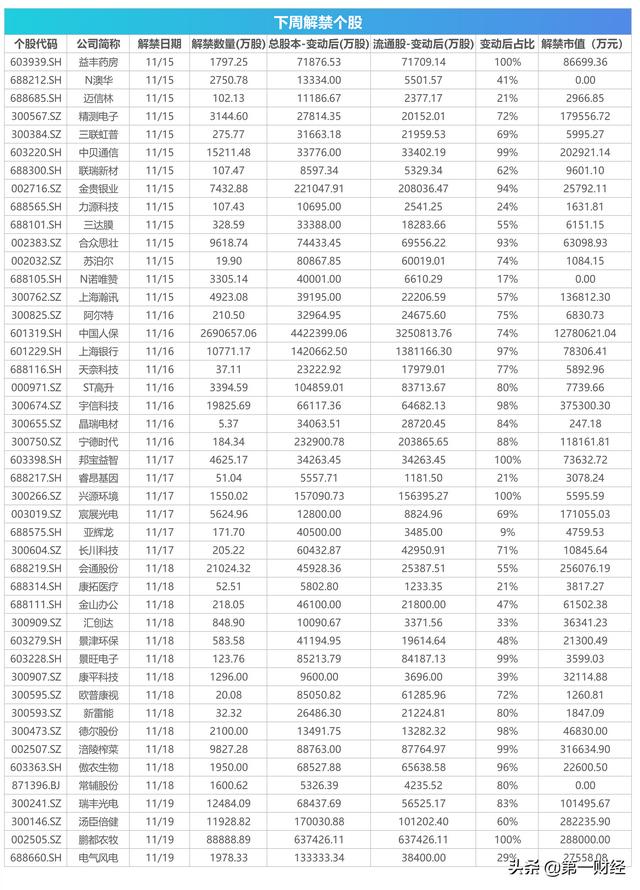 下周解禁个股
个股代码 公司简称 解禁日期 解禁数量(万股) 总股本-变动后(万股) 流通股-变动后(万股) 变动后占比 解禁市值（万元）
603939.SH 益丰药房 11/15 1797.25 71876.53 71709.14 100% 86699.36
688212.SH N澳华 11/15 2750.78 13334.00 5501.57 41% 0.00
688685.SH 迈信林 11/15 102.13 11186.67 2377.17 21% 2966.85
300567.SZ 精测电子 11/15 3144.60 27814.35 20152.01 72% 179556.72
300384.SZ 三联虹普 11/15 275.77 31663.18 21959.53 69% 5995.27
603220.SH 中贝通信 11/15 15211.48 33776.00 33402.19 99% 202921.14
688300.SH 联瑞新材 11/15 107.47 8597.34 5329.34 62% 9601.10
002716.SZ 金贵银业 11/15 7432.88 221047.91 208036.47 94% 25792.11
688565.SH 力源科技 11/15 107.43 10695.00 2541.25 24% 1631.81
688101.SH 三达膜 11/15 328.59 33388.00 18283.66 55% 6151.15
002383.SZ 合众思壮 11/15 9618.74 74433.45 69556.22 93% 63098.93
002032.SZ 苏泊尔 11/15 19.90 80867.85 60019.01 74% 1084.15
688105.SH N诺唯赞 11/15 3305.14 40001.00 6610.29 17% 0.00
300762.SZ 上海瀚讯 11/15 4923.08 39195.00 22206.59 57% 136812.30
300825.SZ 阿尔特 11/16 210.50 32964.95 24675.60 75% 6830.73
601319.SH 中国人保 11/16 2690657.06 4422399.06 3250813.76 74% 12780621.04
601229.SH 上海银行 11/16 10771.17 1420662.50 1381166.30 97% 78306.41
688116.SH 天奈科技 11/16 37.11 23222.92 17979.01 77% 5892.96
000971.SZ ST高升 11/16 3394.59 104859.01 83713.67 80% 7739.66
300674.SZ 宇信科技 11/16 19825.69 66117.36 64682.13 98% 375300.30
300655.SZ 晶瑞电材 11/16 5.37 34063.51 28720.45 84% 247.18
300750.SZ 宁德时代 11/16 184.34 232900.78 203865.65 88% 118161.81
603398.SH 邦宝益智 11/17 4625.17 34263.45 34263.45 100% 73632.72
688217.SH 睿昂基因 11/17 51.04 5557.71 1181.50 21% 3078.24
300266.SZ 兴源环境 11/17 1550.02 157090.73 156395.27 100% 5595.59
003019.SZ 宸展光电 11/17 5624.96 12800.00 8824.96 69% 171055.03
688575.SH 亚辉龙 11/17 171.70 40500.00 3485.00 9% 4759.53
300604.SZ 长川科技 11/17 205.22 60432.87 42950.91 71% 10845.64
688219.SH 会通股份 11/18 21024.32 45928.36 25387.51 55% 256076.19
688314.SH 康拓医疗 11/18 52.51 5802.80 1233.35 21% 3817.27
688111.SH 金山办公 11/18 218.05 46100.00 21800.00 47% 61502.38
300909.SZ 汇创达 11/18 848.90 10090.67 3371.56 33% 36341.23
603279.SH 景津环保 11/18 583.58 41194.95 19614.64 48% 21300.49
603228.SH 景旺电子 11/18 123.76 85213.79 84187.13 99% 3599.03
300907.SZ 康平科技 11/18 1296.00 9600.00 3696.00 39% 32114.88
300595.SZ 欧普康视 11/18 20.08 85050.82 61285.96 72% 1260.81
300593.SZ 新雷能 11/18 32.32 26486.30 21224.81 80% 1847.09
300473.SZ 德尔股份 11/18 2100.00 13491.75 13282.32 98% 46830.00
002507.SZ 涪陵榨菜 11/18 9827.28 88763.00 87764.97 99% 316634.90
603363.SH 傲农生物 11/18 1950.00 68527.88 65638.58 96% 22600.50
871396.BJ 常辅股份 11/18 1600.62 5326.39 4235.52 80% 0.00
300241.SZ 瑞丰光电 11/19 12484.09 68437.69 56525.17 83% 101495.67
300146.SZ 汤臣倍健 11/19 11928.82 170030.88 101202.40 60% 282235.90
002505.SZ 鹏都农牧 11/19 88888.89 637426.11 637426.11 100% 288000.00
688660.SH 电气风电 11/19 1978.33 133333.34 38400.00 29% 27558.08
头条 @第一财经